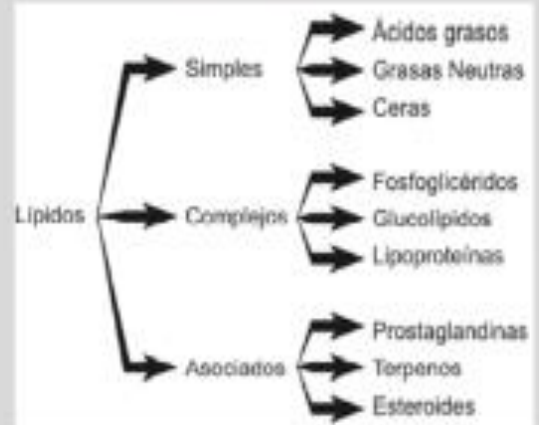 Lípidos
Simples
Ácidos grasos
Grasas Neutras
Ceras
Complejos
Fosfoglicéridos
Glucolípidos
Lipoproteínas
Asociados
Prostaglandinas
Terpenos
Esteroides